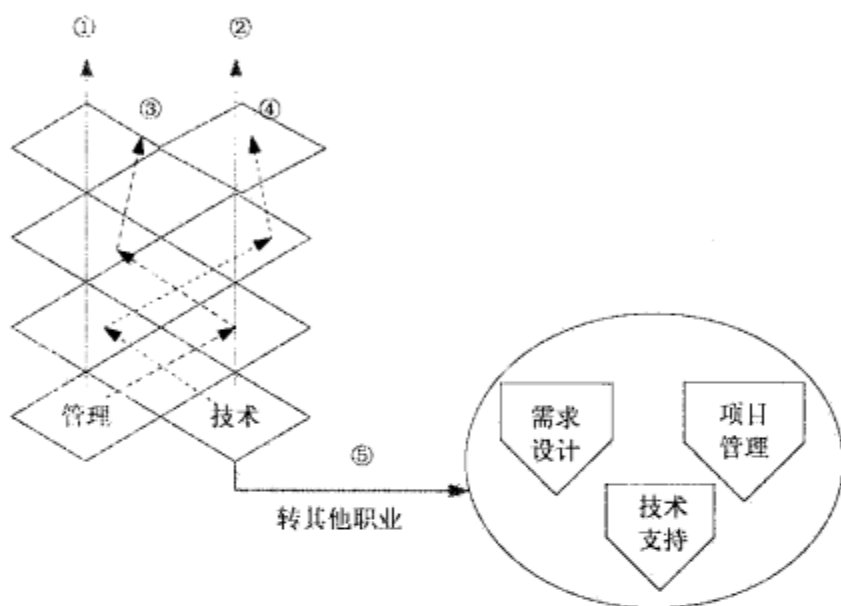 ① ②
③ ④
管理 技术
⑤
转其他职业
需求
设计
项目
管理
技术
支持